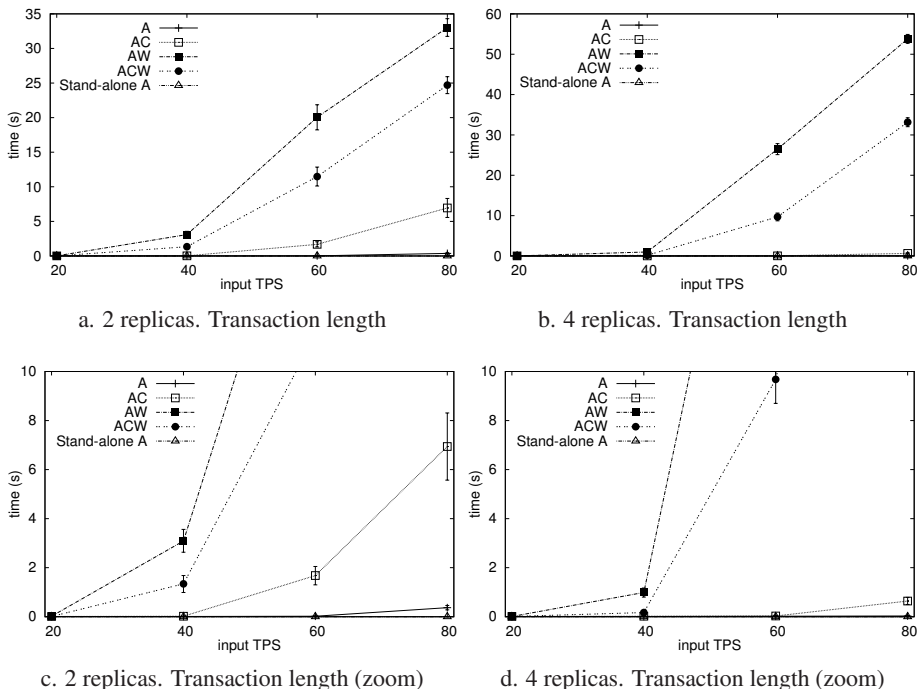 A
AC
AW
ACW
Stand-alone A
time (s)
35
30
25
20
15
10
5
0
20 40 60 80
input TPS
a. 2 replicas. Transaction length
A
AC
AW
ACW
Stand-alone A
time (s)
60
50
40
30
20
10
0
20 40 60 80
input TPS
b. 4 replicas. Transaction length
A
AC
AW
ACW
Stand-alone A
time (s)
10
8
6
4
2
0
20 40 60 80
input TPS
c. 2 replicas. Transaction length (zoom)
A
AC
AW
ACW
Stand-alone A
time (s)
10
8
6
4
2
0
20 40 60 80
input TPS
d. 4 replicas. Transaction length (zoom)